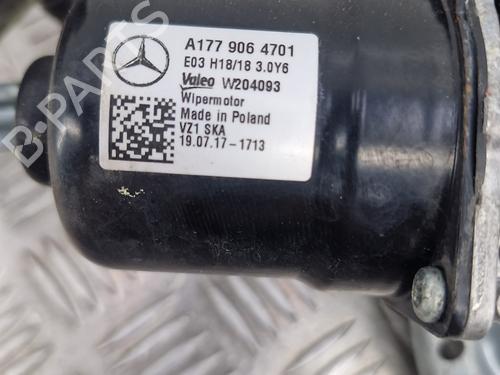 A177 906 4701
E03 H18/18 3.0Y6
Valeo W204093
Wipermotor
Made in Poland
VZ1 SKA
19.07.17-1713
B-PARTS